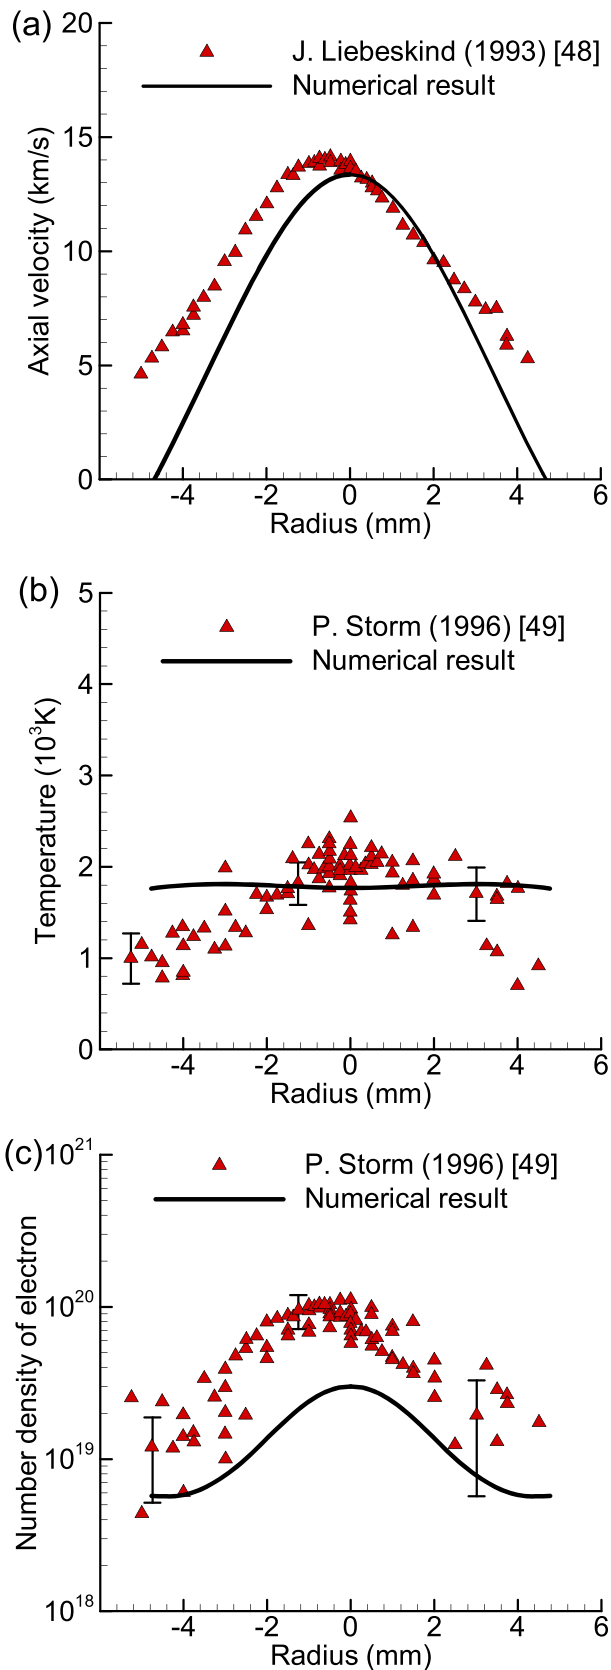 (a)
20
J. Liebeskind (1993) [48]
Numerical result
15
10
5
0
Axial velocity (km/s)
-4 -2 0 2 4 6
Radius (mm)
(b)
5
P. Storm (1996) [49]
Numerical result
4
3
2
1
0
Temperature (10³K)
-4 -2 0 2 4 6
Radius (mm)
(c)
10²¹
P. Storm (1996) [49]
Numerical result
10²⁰
10¹⁹
10¹⁸
Number density of electron
-4 -2 0 2 4 6
Radius (mm)